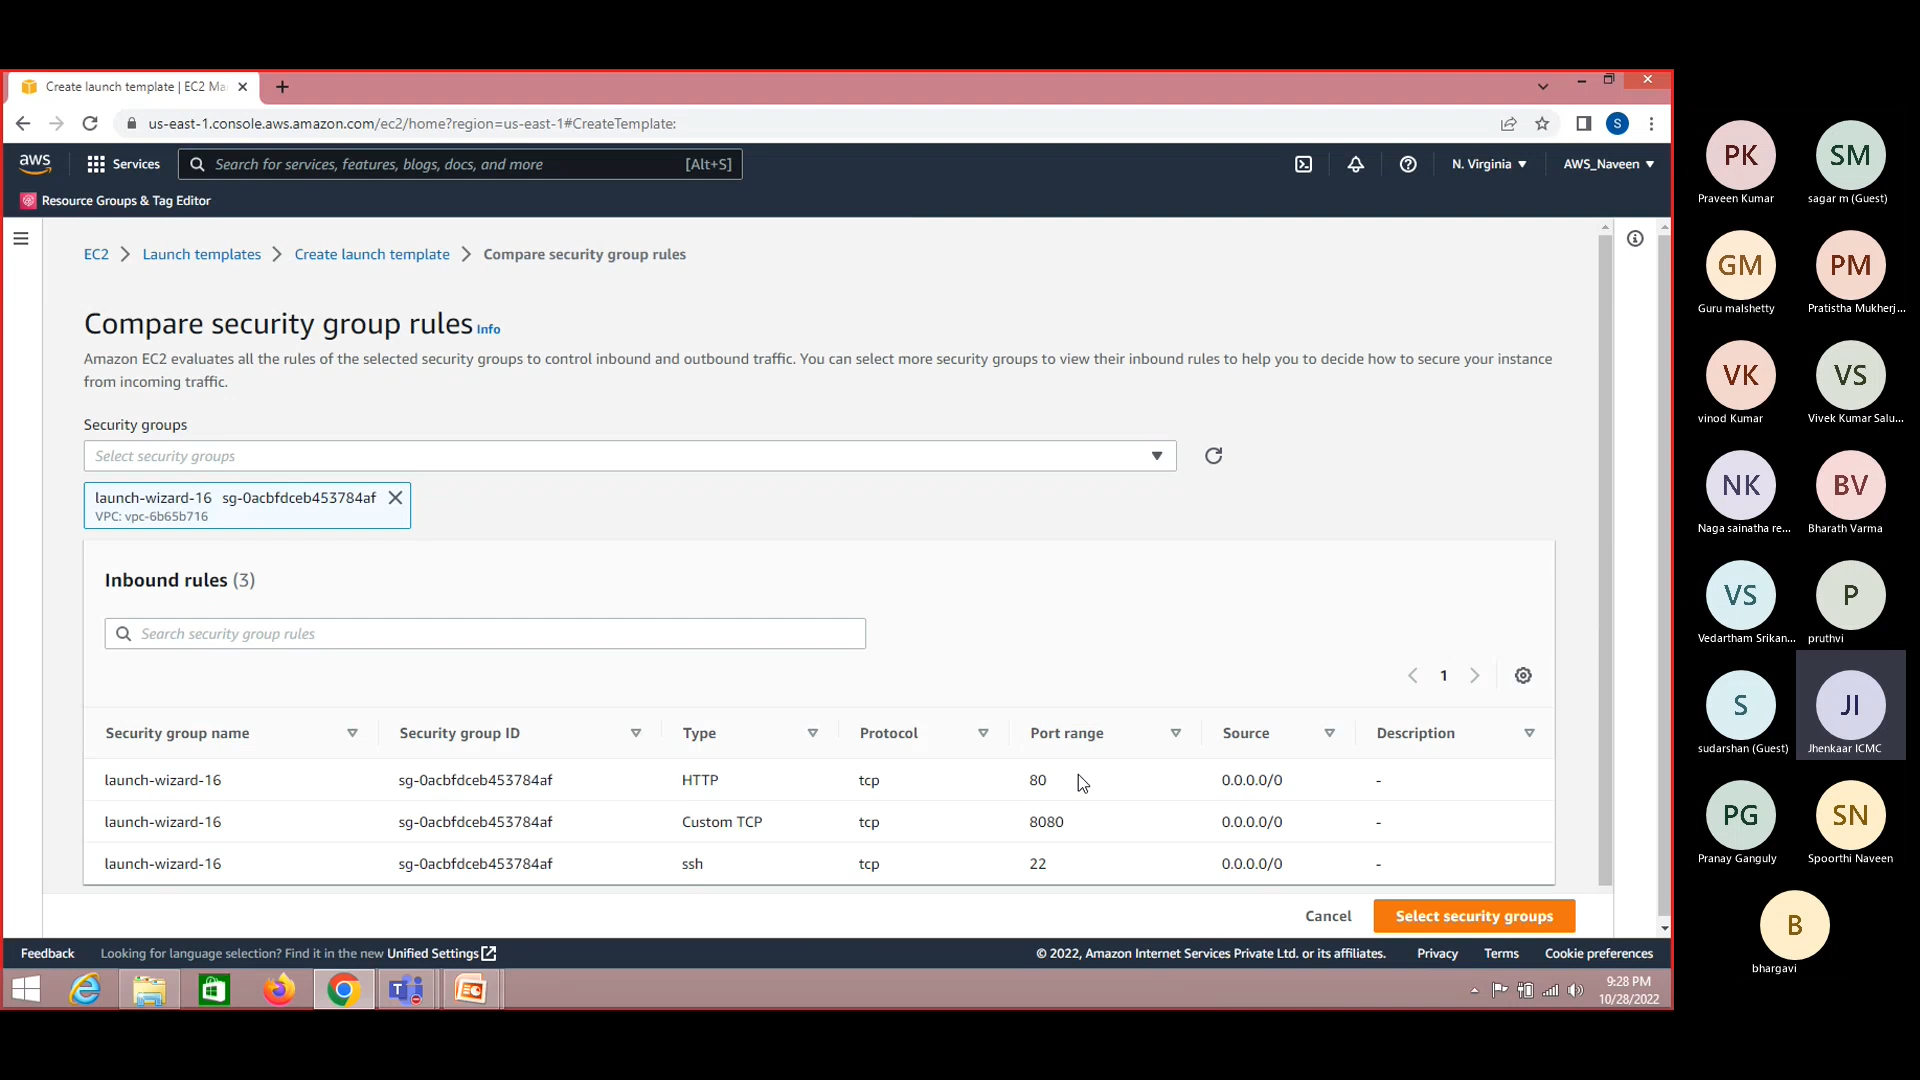 Create launch template | EC2 Ma
us-east-1.console.aws.amazon.com/ec2/home?region=us-east-1#CreateTemplate:
S
aws
Services
Search for services, features, blogs, docs, and more
[Alt+S]
N. Virginia
AWS_Naveen
Resource Groups & Tag Editor
EC2
Launch templates
Create launch template
Compare security group rules
Compare security group rules Info
Amazon EC2 evaluates all the rules of the selected security groups to control inbound and outbound traffic. You can select more security groups to view their inbound rules to help you to decide how to secure your instance
from incoming traffic.
Security groups
Select security groups
launch-wizard-16 sg-0acbfdceb453784af
VPC: vpc-6b65b716
Inbound rules (3)
Search security group rules
1
Security group name Security group ID Type Protocol Port range Source Description
launch-wizard-16 sg-0acbfdceb453784af HTTP tcp 80 0.0.0.0/0 -
launch-wizard-16 sg-0acbfdceb453784af Custom TCP tcp 8080 0.0.0.0/0 -
launch-wizard-16 sg-0acbfdceb453784af ssh tcp 22 0.0.0.0/0 -
Cancel
Select security groups
Feedback
Looking for language selection? Find it in the new Unified Settings
© 2022, Amazon Internet Services Private Ltd. or its affiliates.
Privacy
Terms
Cookie preferences
9:28 PM
10/28/2022
PK
Praveen Kumar
SM
sagar m (Guest)
GM
Guru malshetty
PM
Pratistha Mukherj...
VK
vinod Kumar
VS
Vivek Kumar Salu...
NK
Naga sainatha re...
BV
Bharath Varma
VS
Vedartham Srikan...
P
pruthvi
S
sudarshan (Guest)
JI
Jhenkaar ICMC
PG
Pranay Ganguly
SN
Spoorthi Naveen
B
bhargavi